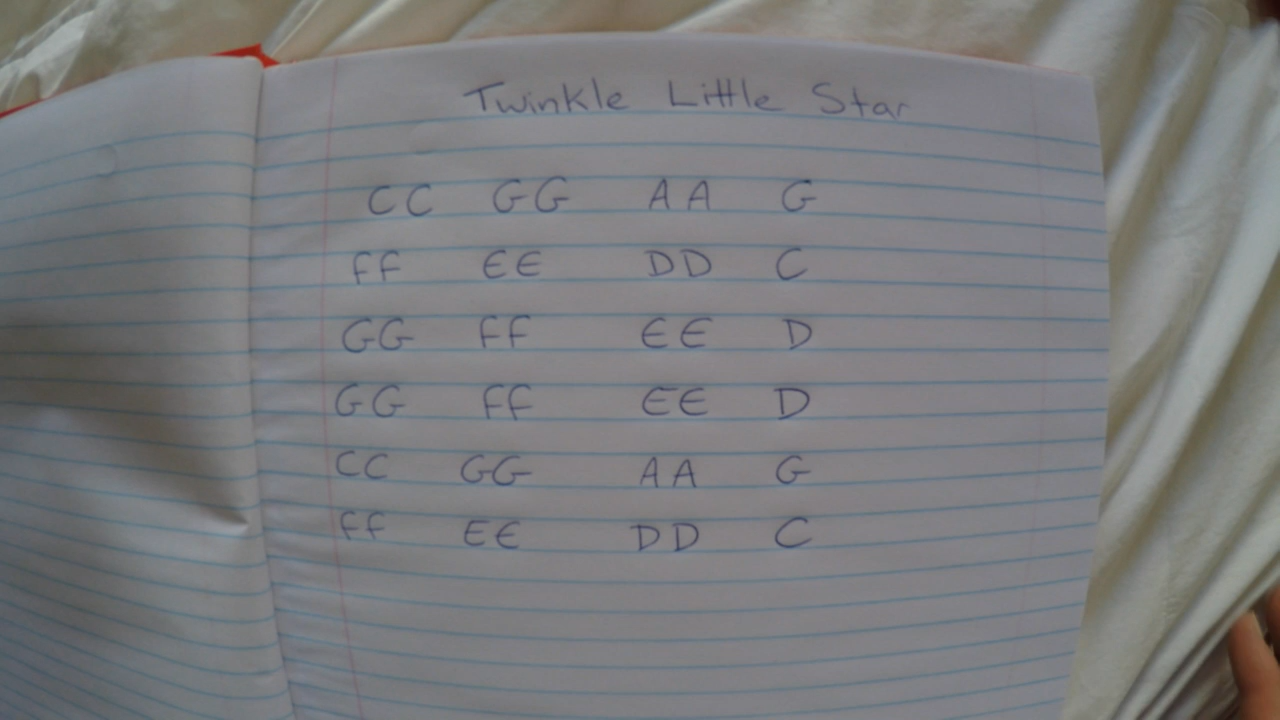 Twinkle Little Star
CC GG AA G
FF EE DD C
GG FF EE D
GG FF EE D
CC GG AA G
FF EE DD C